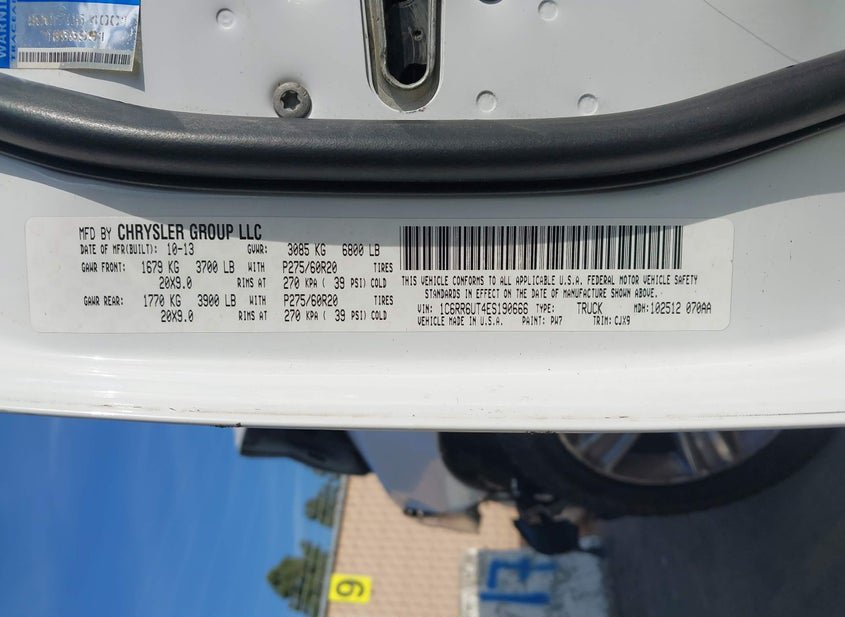 WARNING
MFD BY CHRYSLER GROUP LLC
DATE OF MFR(BUILT): 10-13 GVWR: 3085 KG 6800 LB
GAWR FRONT: 1679 KG 3700 LB WITH P275/60R20 TIRES
20X9.0 RIMS AT 270 KPA ( 39 PSI) COLD
GAWR REAR: 1770 KG 3900 LB WITH P275/60R20 TIRES
20X9.0 RIMS AT 270 KPA ( 39 PSI) COLD
THIS VEHICLE CONFORMS TO ALL APPLICABLE U.S.A. FEDERAL MOTOR VEHICLE SAFETY
STANDARDS IN EFFECT ON THE DATE OF MANUFACTURE SHOWN ABOVE.
VIN: 1C6RR6UT4ES190666 TYPE: TRUCK MDH: 102512 070AA
VEHICLE MADE IN U.S.A. PAINT: PW7 TRIM: CJX9
17